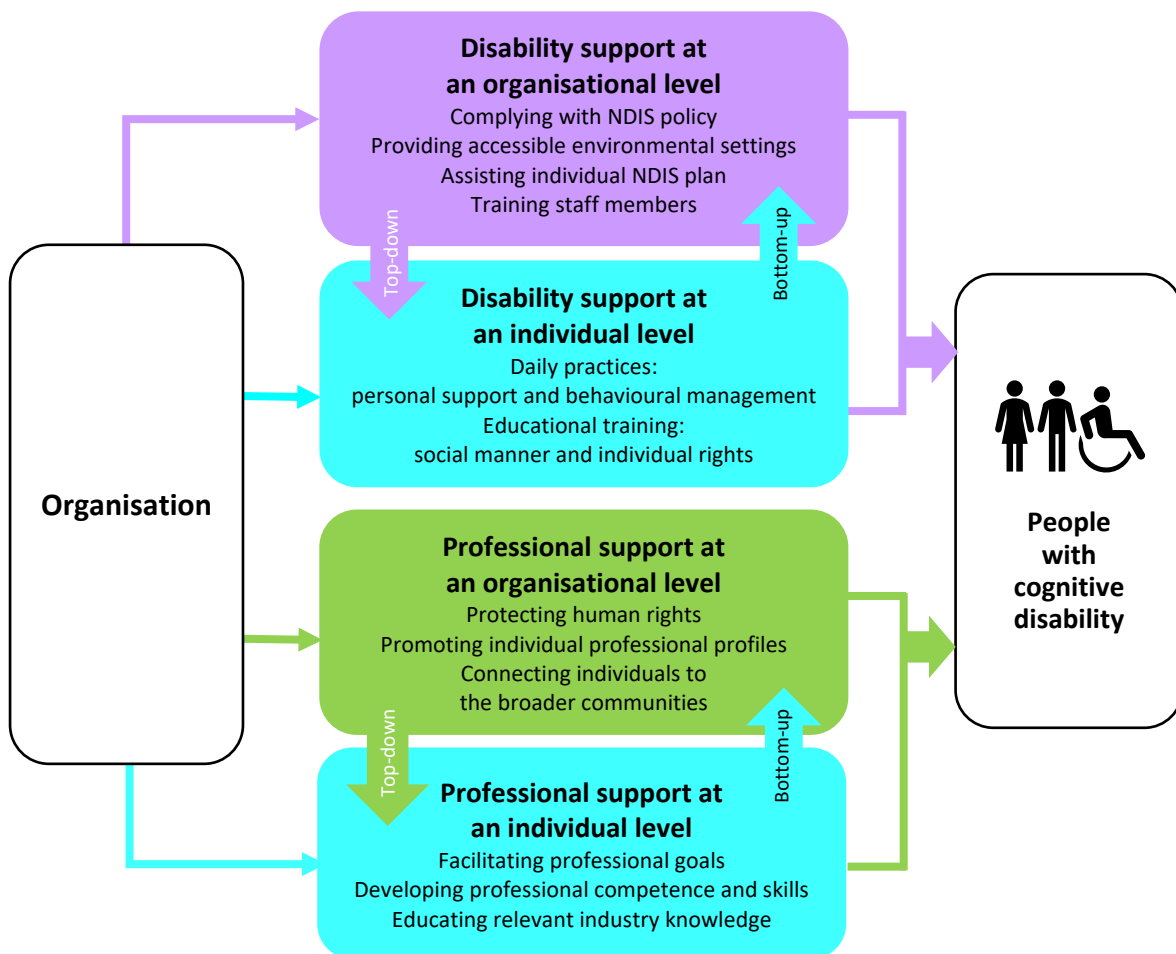 Disability support at
an organisational level
Complying with NDIS policy
Providing accessible environmental settings
Assisting individual NDIS plan
Training staff members
Top-down
Bottom-up
Disability support at
an individual level
Daily practices:
personal support and behavioural management
Educational training:
social manner and individual rights
Organisation
People
with
cognitive
disability
Professional support at
an organisational level
Protecting human rights
Promoting individual professional profiles
Connecting individuals to
the broader communities
Top-down
Bottom-up
Professional support at
an individual level
Facilitating professional goals
Developing professional competence and skills
Educating relevant industry knowledge